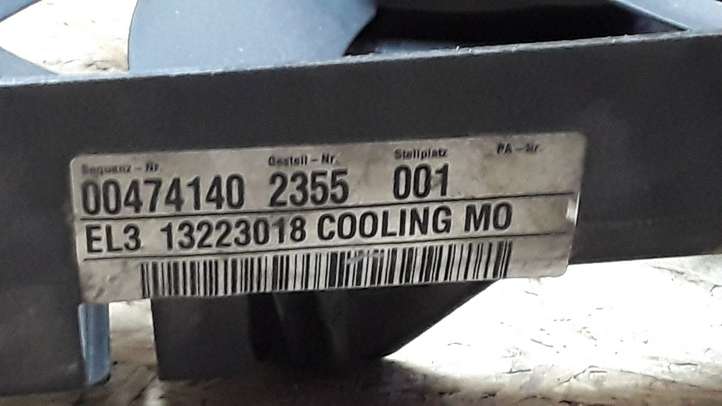 Sequenz-Nr. Gestell-Nr. Stellplatz PA-Nr.
00474140 2355 001
EL3 13223018 COOLING MO